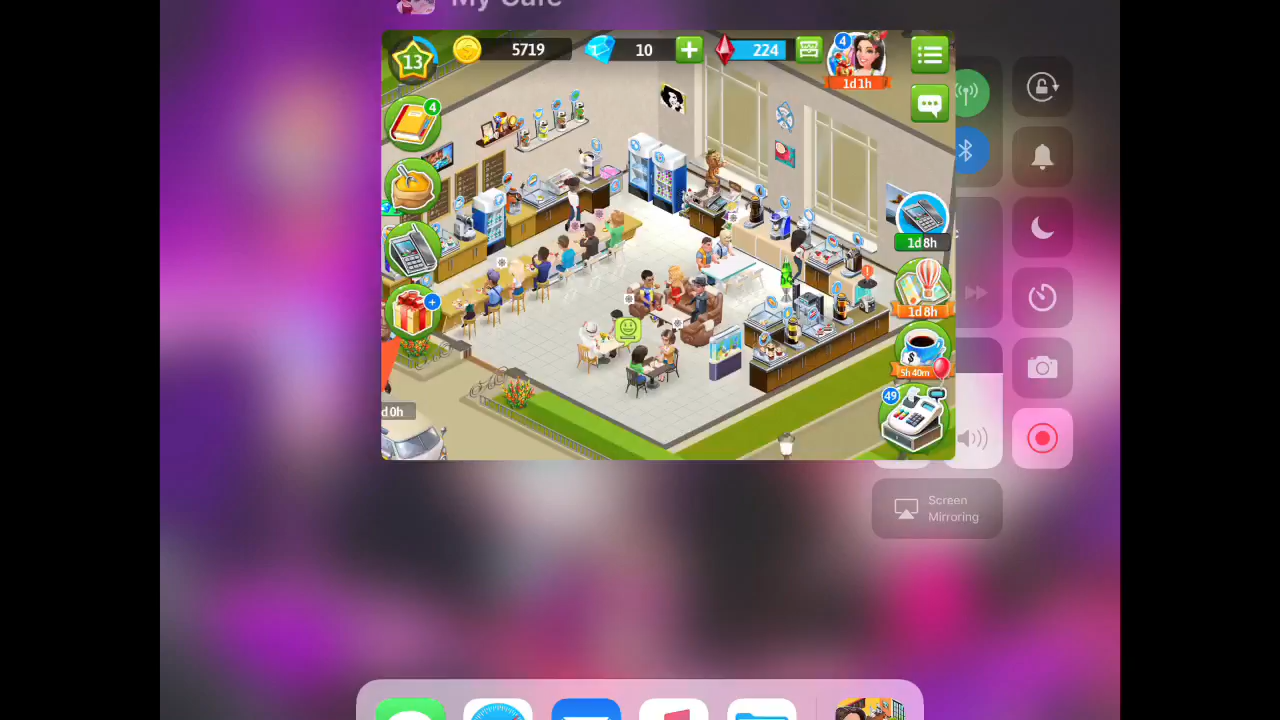 My Cafe
13
5719
10
224
4
1d 1h
4
1d 8h
1d 8h
5h 40m
49
d 0h
Screen
Mirroring